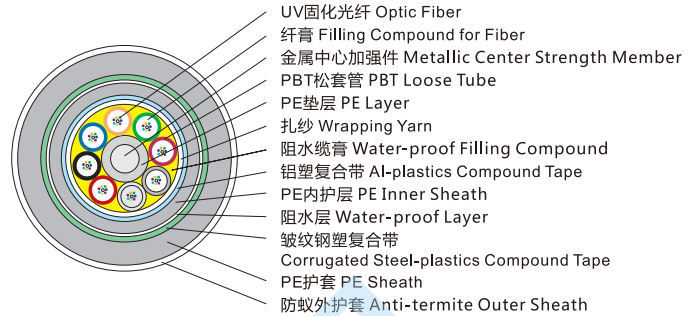 UV固化光纤 Optic Fiber
纤膏 Filling Compound for Fiber
金属中心加强件 Metallic Center Strength Member
PBT松套管 PBT Loose Tube
PE垫层 PE Layer
扎纱 Wrapping Yarn
阻水缆膏 Water-proof Filling Compound
铝塑复合带 Al-plastics Compound Tape
PE内护层 PE Inner Sheath
阻水层 Water-proof Layer
皱纹钢塑复合带
Corrugated Steel-plastics Compound Tape
PE护套 PE Sheath
防蚁外护套 Anti-termite Outer Sheath